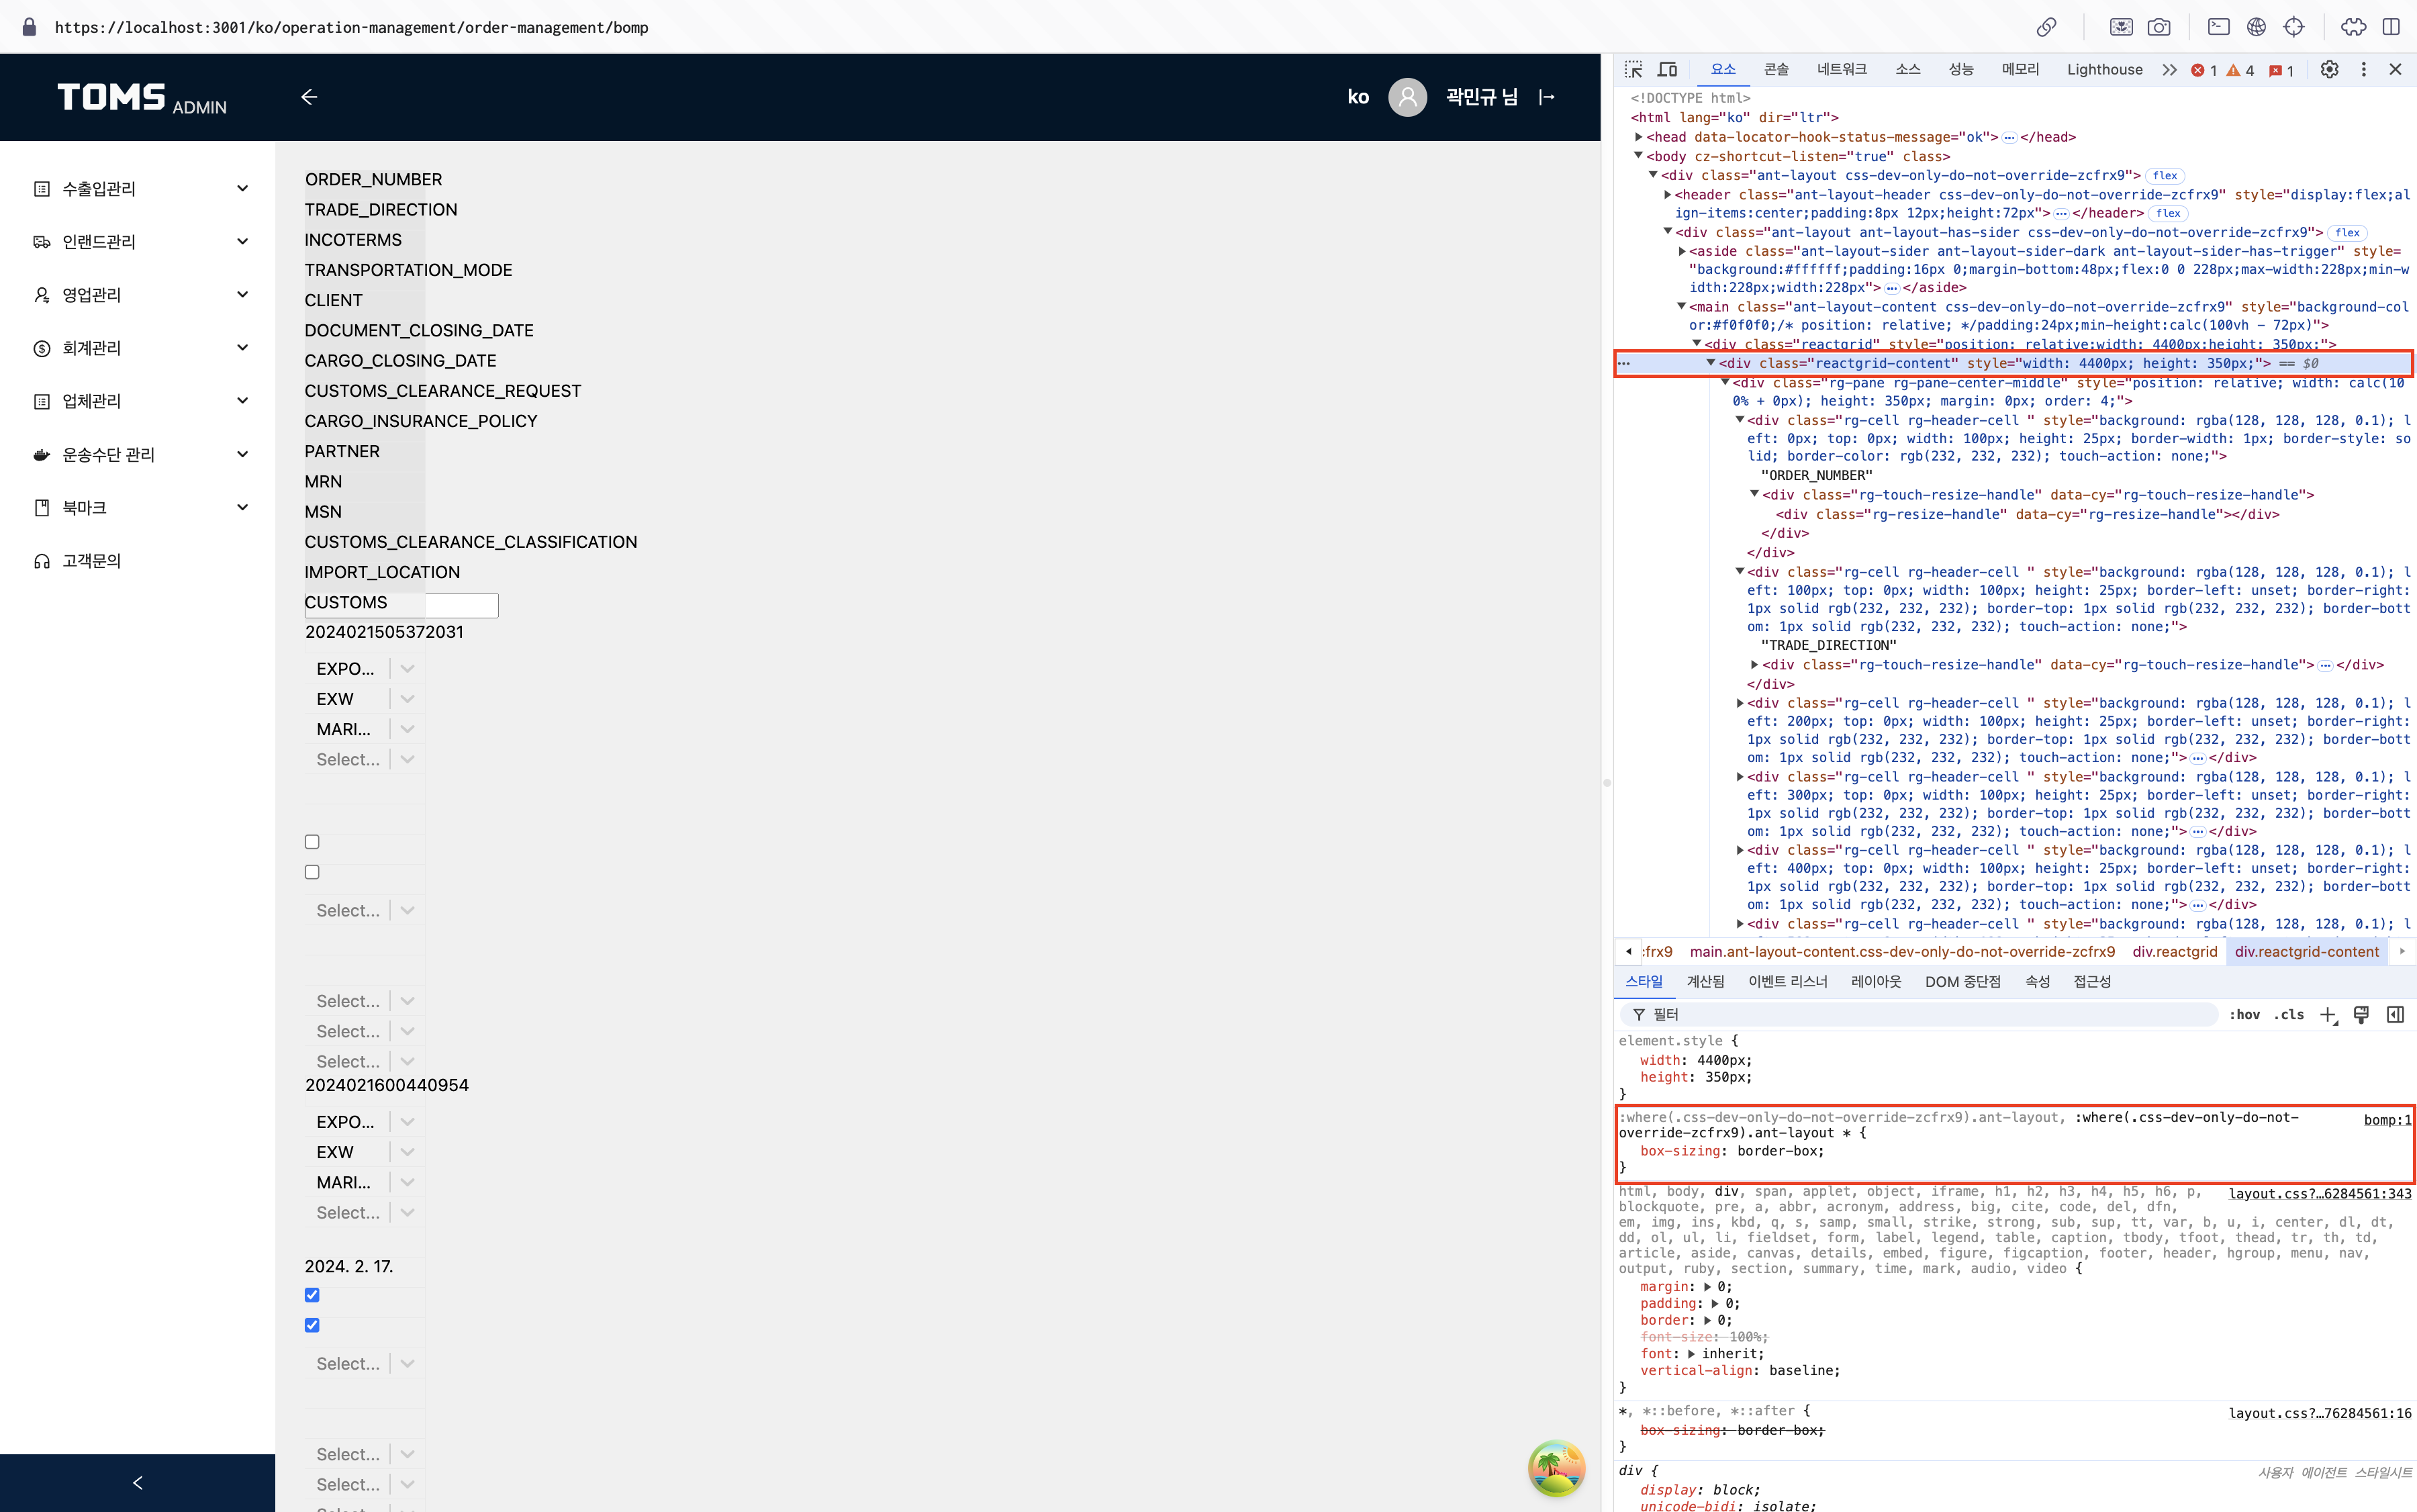 https://localhost:3001/ko/operation-management/order-management/bomp
TOMS ADMIN
ko
곽민규 님
수출입관리
인랜드관리
영업관리
회계관리
업체관리
운송수단 관리
북마크
고객문의
ORDER_NUMBER
TRADE_DIRECTION
INCOTERMS
TRANSPORTATION_MODE
CLIENT
DOCUMENT_CLOSING_DATE
CARGO_CLOSING_DATE
CUSTOMS_CLEARANCE_REQUEST
CARGO_INSURANCE_POLICY
PARTNER
MRN
MSN
CUSTOMS_CLEARANCE_CLASSIFICATION
IMPORT_LOCATION
CUSTOMS
2024021505372031
EXPO...
EXW
MARI...
Select...
Select...
Select...
Select...
Select...
2024021600440954
EXPO...
EXW
MARI...
Select...
2024. 2. 17.
Select...
Select...
Select...
요소 콘솔 네트워크 소스 성능 메모리 Lighthouse 1 4 1
<!DOCTYPE html>
<html lang="ko" dir="ltr">
<head data-locator-hook-status-message="ok"> ⋯ </head>
<body cz-shortcut-listen="true" class>
<div class="ant-layout css-dev-only-do-not-override-zcfrx9"> flex
<header class="ant-layout-header css-dev-only-do-not-override-zcfrx9" style="display:flex;al
ign-items:center;padding:8px 12px;height:72px"> ⋯ </header> flex
<div class="ant-layout ant-layout-has-sider css-dev-only-do-not-override-zcfrx9"> flex
<aside class="ant-layout-sider ant-layout-sider-dark ant-layout-sider-has-trigger" style=
"background:#ffffff;padding:16px 0;margin-bottom:48px;flex:0 0 228px;max-width:228px;min-w
idth:228px;width:228px"> ⋯ </aside>
<main class="ant-layout-content css-dev-only-do-not-override-zcfrx9" style="background-col
or:#f0f0f0;/* position: relative; */padding:24px;min-height:calc(100vh - 72px)">
<div class="reactgrid" style="position: relative;width: 4400px;height: 350px;">
<div class="reactgrid-content" style="width: 4400px; height: 350px;"> == $0
<div class="rg-pane rg-pane-center-middle" style="position: relative; width: calc(10
0% + 0px); height: 350px; margin: 0px; order: 4;">
<div class="rg-cell rg-header-cell " style="background: rgba(128, 128, 128, 0.1); l
eft: 0px; top: 0px; width: 100px; height: 25px; border-width: 1px; border-style: so
lid; border-color: rgb(232, 232, 232); touch-action: none;">
"ORDER_NUMBER"
<div class="rg-touch-resize-handle" data-cy="rg-touch-resize-handle">
<div class="rg-resize-handle" data-cy="rg-resize-handle"></div>
</div>
</div>
<div class="rg-cell rg-header-cell " style="background: rgba(128, 128, 128, 0.1); l
eft: 100px; top: 0px; width: 100px; height: 25px; border-left: unset; border-right:
1px solid rgb(232, 232, 232); border-top: 1px solid rgb(232, 232, 232); border-bott
om: 1px solid rgb(232, 232, 232); touch-action: none;">
"TRADE_DIRECTION"
<div class="rg-touch-resize-handle" data-cy="rg-touch-resize-handle"> ⋯ </div>
</div>
<div class="rg-cell rg-header-cell " style="background: rgba(128, 128, 128, 0.1); l
eft: 200px; top: 0px; width: 100px; height: 25px; border-left: unset; border-right:
1px solid rgb(232, 232, 232); border-top: 1px solid rgb(232, 232, 232); border-bott
om: 1px solid rgb(232, 232, 232); touch-action: none;"> ⋯ </div>
<div class="rg-cell rg-header-cell " style="background: rgba(128, 128, 128, 0.1); l
eft: 300px; top: 0px; width: 100px; height: 25px; border-left: unset; border-right:
1px solid rgb(232, 232, 232); border-top: 1px solid rgb(232, 232, 232); border-bott
om: 1px solid rgb(232, 232, 232); touch-action: none;"> ⋯ </div>
<div class="rg-cell rg-header-cell " style="background: rgba(128, 128, 128, 0.1); l
eft: 400px; top: 0px; width: 100px; height: 25px; border-left: unset; border-right:
1px solid rgb(232, 232, 232); border-top: 1px solid rgb(232, 232, 232); border-bott
om: 1px solid rgb(232, 232, 232); touch-action: none;"> ⋯ </div>
<div class="rg-cell rg-header-cell " style="background: rgba(128, 128, 128, 0.1); l
cfrx9 main.ant-layout-content.css-dev-only-do-not-override-zcfrx9 div.reactgrid div.reactgrid-content
스타일 계산됨 이벤트 리스너 레이아웃 DOM 중단점 속성 접근성
필터 :hov .cls
element.style {
width: 4400px;
height: 350px;
}
:where(.css-dev-only-do-not-override-zcfrx9).ant-layout, :where(.css-dev-only-do-not- bomp:1
override-zcfrx9).ant-layout * {
box-sizing: border-box;
}
html, body, div, span, applet, object, iframe, h1, h2, h3, h4, h5, h6, p, layout.css?…6284561:343
blockquote, pre, a, abbr, acronym, address, big, cite, code, del, dfn,
em, img, ins, kbd, q, s, samp, small, strike, strong, sub, sup, tt, var, b, u, i, center, dl, dt,
dd, ol, ul, li, fieldset, form, label, legend, table, caption, tbody, tfoot, thead, tr, th, td,
article, aside, canvas, details, embed, figure, figcaption, footer, header, hgroup, menu, nav,
output, ruby, section, summary, time, mark, audio, video {
margin: 0;
padding: 0;
border: 0;
font-size: 100%;
font: inherit;
vertical-align: baseline;
}
*, *::before, *::after { layout.css?…76284561:16
box-sizing: border-box;
}
div { 사용자 에이전트 스타일시트
display: block;
unicode-bidi: isolate;